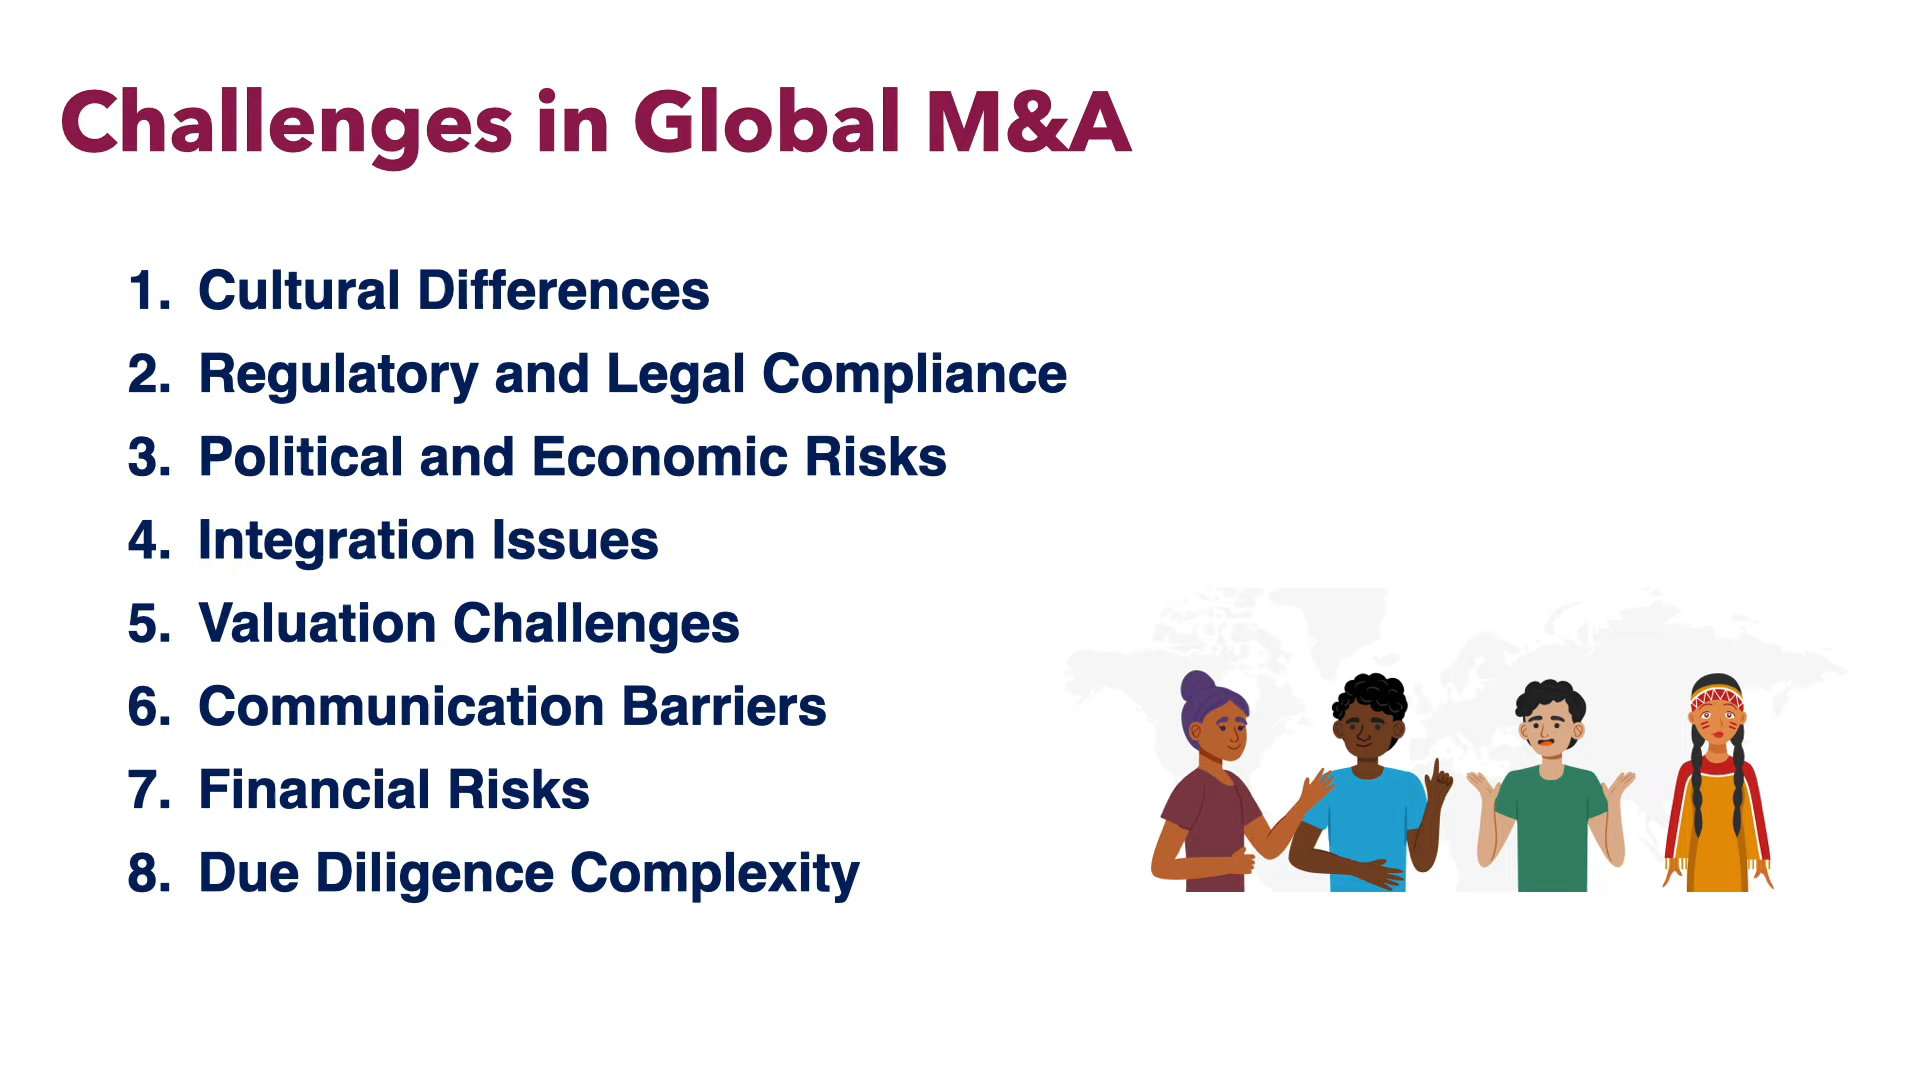 Challenges in Global M&A
1. Cultural Differences
2. Regulatory and Legal Compliance
3. Political and Economic Risks
4. Integration Issues
5. Valuation Challenges
6. Communication Barriers
7. Financial Risks
8. Due Diligence Complexity